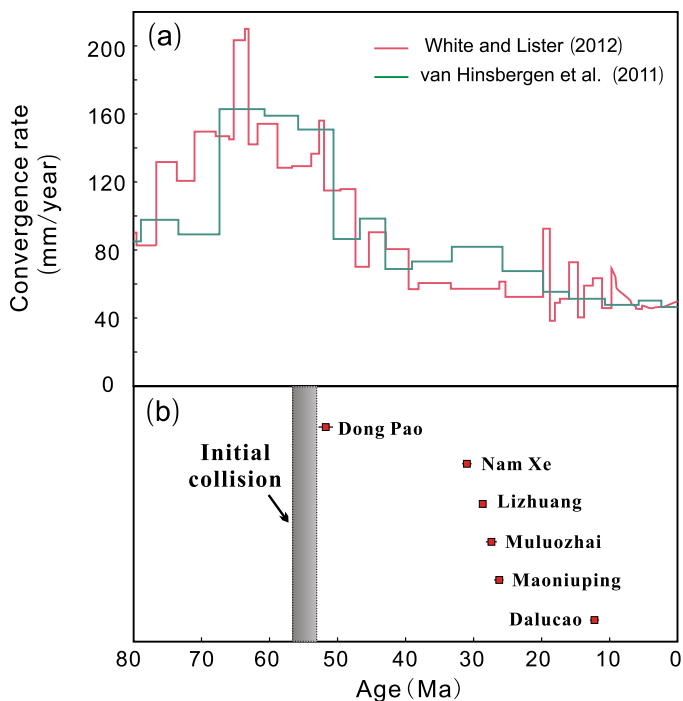 (a)
White and Lister (2012)
van Hinsbergen et al. (2011)
Convergence rate
(mm/year)
200
160
120
80
40
0
(b)
Initial
collision
Dong Pao
Nam Xe
Lizhuang
Muluozhai
Maoniuping
Dalucao
80 70 60 50 40 30 20 10 0
Age (Ma)